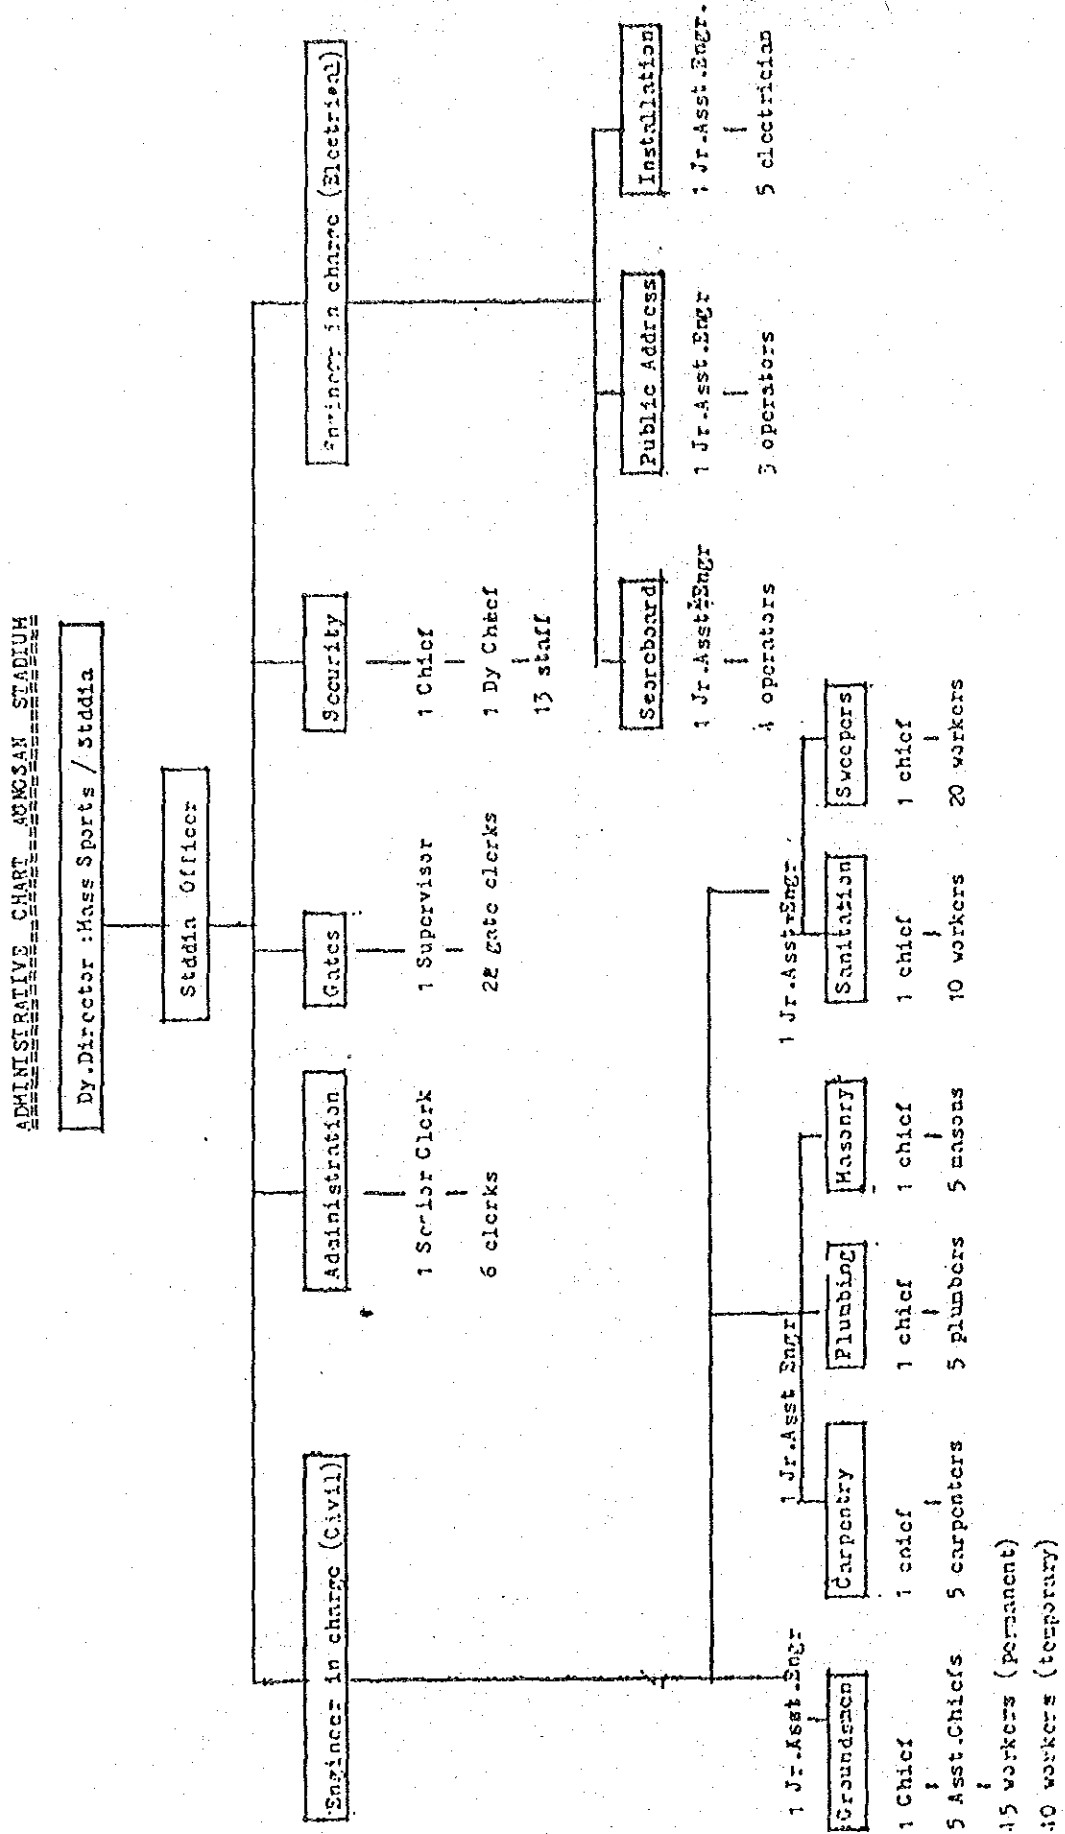 ADMINISTRATIVE CHART AUNGSAN STADIUM
Dy.Director :Mass Sports / Stadia
Stadia Officer
Engineer in charge (Civil)
Administration
Gates
Security
Engineer in charge (Electrical)
1 Senior Clerk
6 clerks
1 Supervisor
22 gate clerks
1 Chief
1 Dy Chief
13 staff
Scoreboard
Public Address
Installation
1 Jr.Asst.Engr
1 Jr.Asst.Engr
1 Jr.Asst.Engr.
4 operators
3 operators
5 electrician
1 Jr.Asst.Engr
1 Jr.Asst Engr
1 Jr.Asst.Engr
Groundsmen
Carpentry
Plumbing
Masonry
Sanitation
Sweepers
1 Chief
1 chief
1 chief
1 chief
1 chief
1 chief
5 Asst.Chiefs
5 carpenters
5 plumbers
5 masons
10 workers
20 workers
workers (permanent)
workers (temporary)